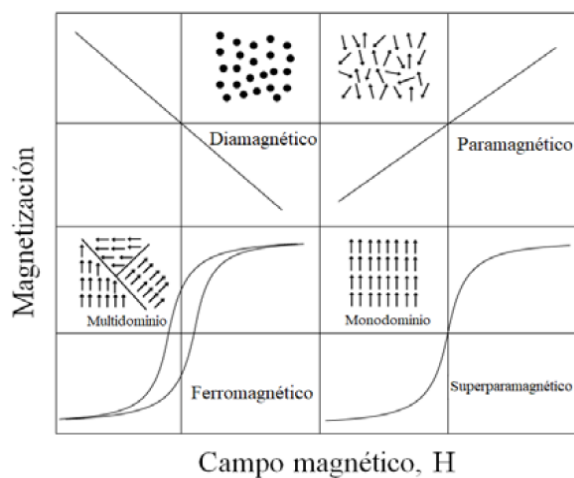 Magnetización
Diamagnético
Paramagnético
Multidominio
Monodominio
Ferromagnético
Superparamagnético
Campo magnético, H